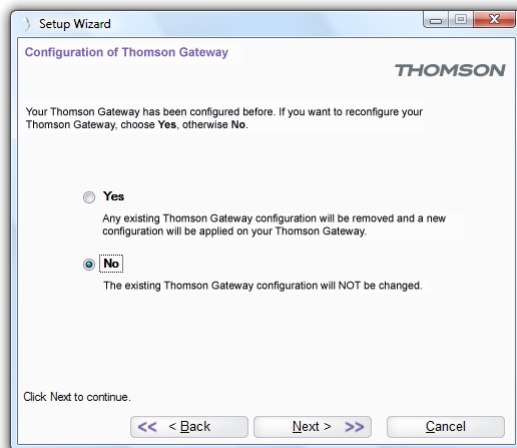 Setup Wizard
Configuration of Thomson Gateway
THOMSON
Your Thomson Gateway has been configured before. If you want to reconfigure your
Thomson Gateway, choose Yes, otherwise No.
Yes
Any existing Thomson Gateway configuration will be removed and a new
configuration will be applied on your Thomson Gateway.
No
The existing Thomson Gateway configuration will NOT be changed.
Click Next to continue.
<< < Back Next > >> Cancel